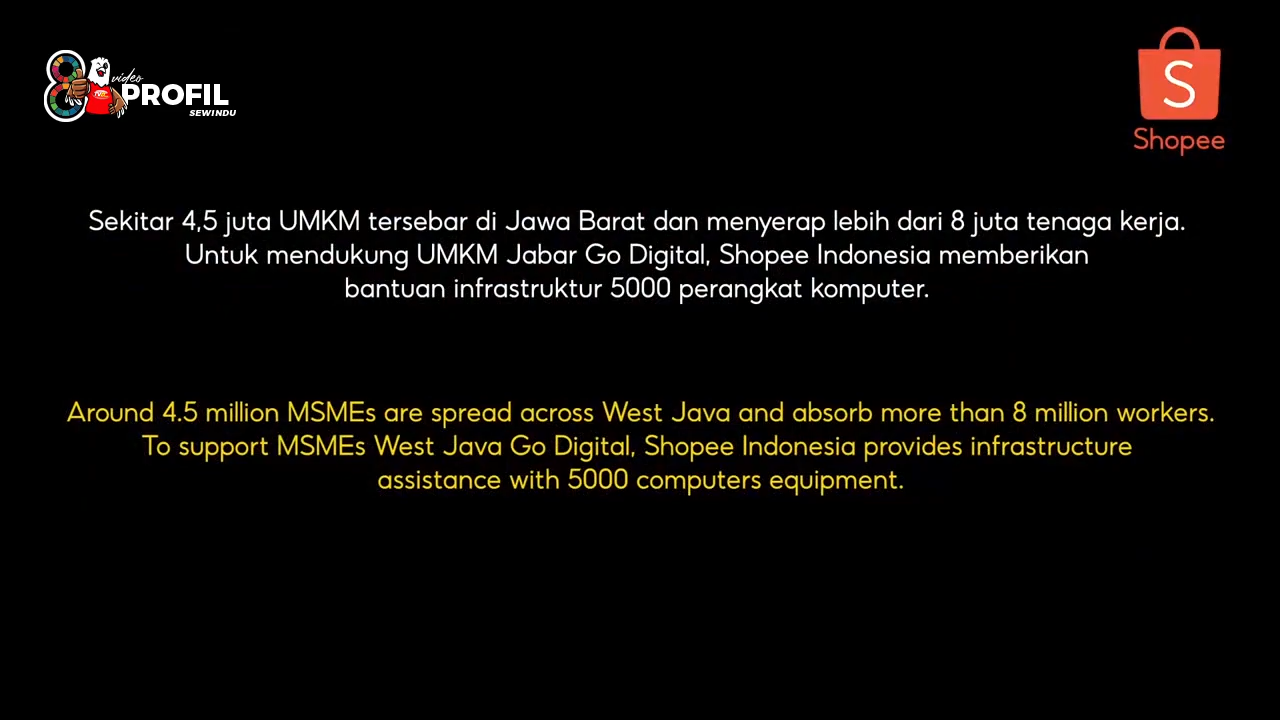 8 video
PROFIL
SEWINDU
S
Shopee
Sekitar 4,5 juta UMKM tersebar di Jawa Barat dan menyerap lebih dari 8 juta tenaga kerja.
Untuk mendukung UMKM Jabar Go Digital, Shopee Indonesia memberikan
bantuan infrastruktur 5000 perangkat komputer.
Around 4.5 million MSMEs are spread across West Java and absorb more than 8 million workers.
To support MSMEs West Java Go Digital, Shopee Indonesia provides infrastructure
assistance with 5000 computers equipment.